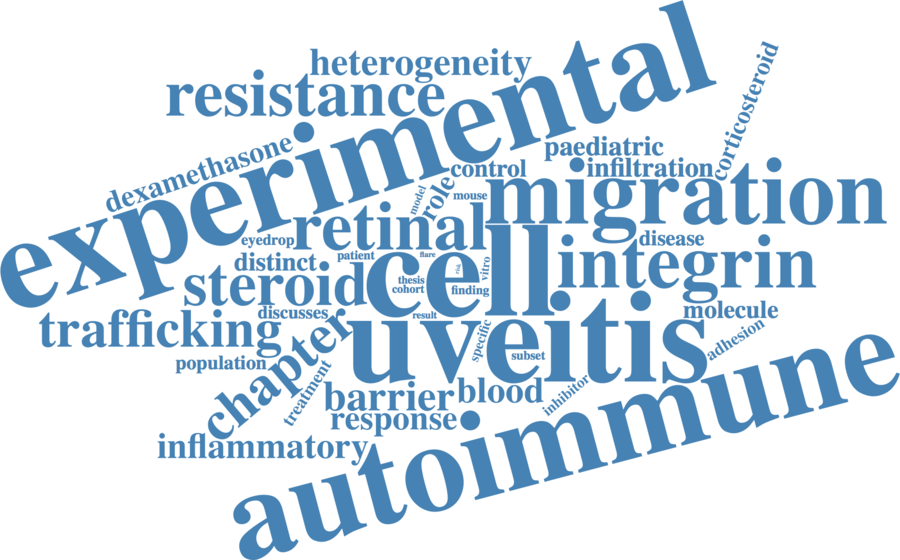 heterogeneity
resistance
experimental
corticosteroid
dexamethasone
paediatric
control
infiltration
migration
model
role
mouse
retinal
eyedrop
disease
distinct
patient
flare
cell
integrin
steroid
thesis
risk
vitro
cohort
finding
trafficking
discusses
result
molecule
uveitis
specific
subset
adhesion
population
chapter
treatment
barrier
blood
inhibitor
response
inflammatory
autoimmune